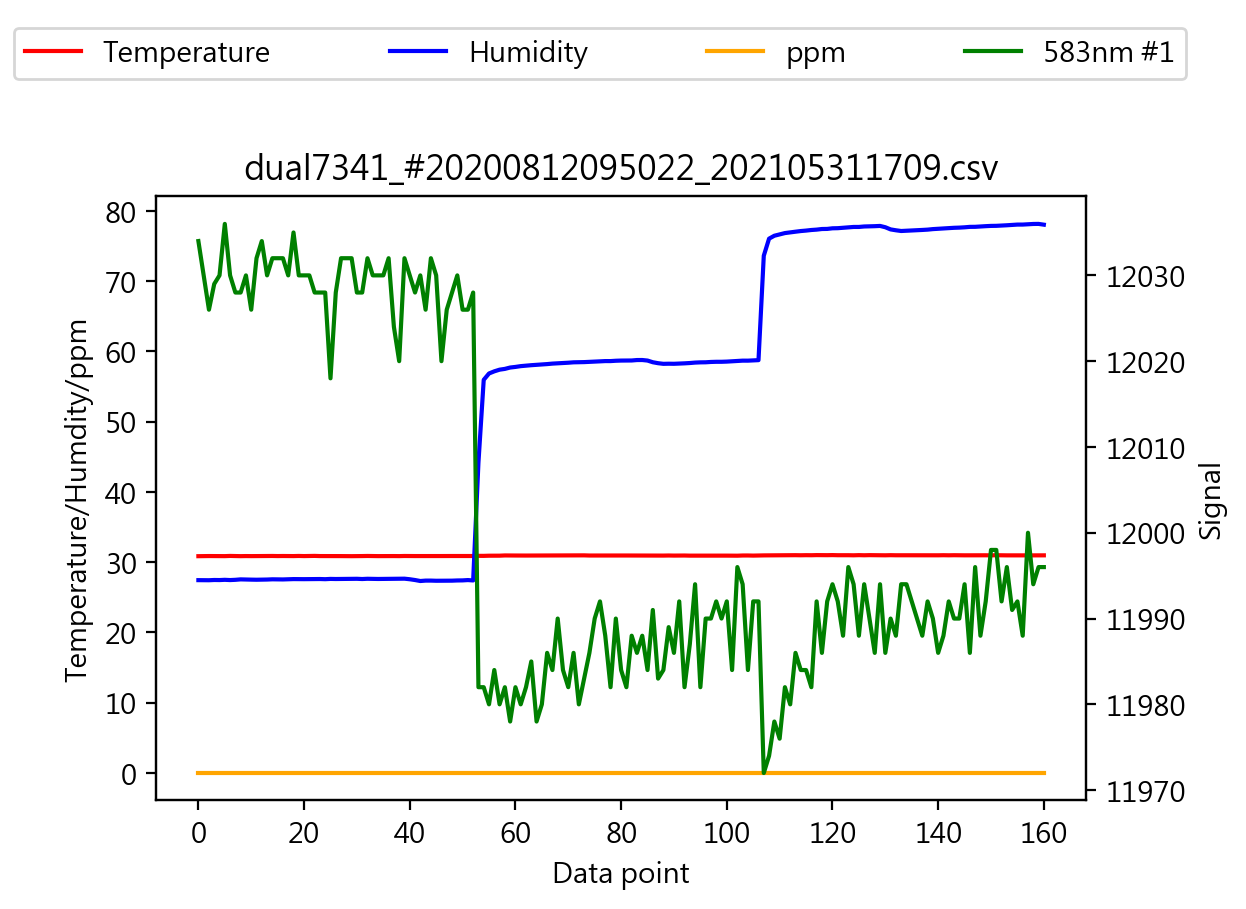 Temperature Humidity ppm 583nm #1
dual7341_#20200812095022_202105311709.csv
Temperature/Humdity/ppm
80
70
60
50
40
30
20
10
0
12030
12020
12010
12000
11990
11980
11970
Signal
0 20 40 60 80 100 120 140 160
Data point